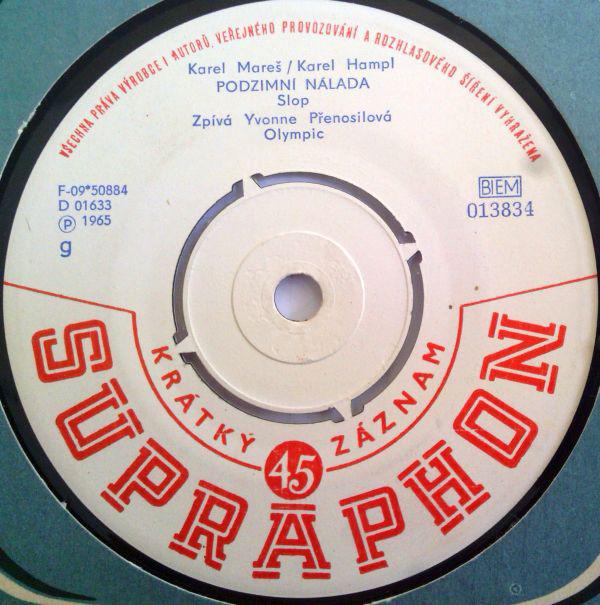 VŠECHNA PRÁVA VÝROBCE I AUTORŮ, VEŘEJNÉHO PROVOZOVÁNÍ A ROZHLASOVÉHO ŠÍŘENÍ VYHRAŽENA
Karel Mareš / Karel Hampl
PODZIMNÍ NÁLADA
Slop
Zpívá Yvonne Přenosilová
Olympic
F-09*50884
D 01633
Ⓟ 1965
g
BIEM
013834
KRÁTKÝ 45 ZÁZNAM
SUPRAPHON